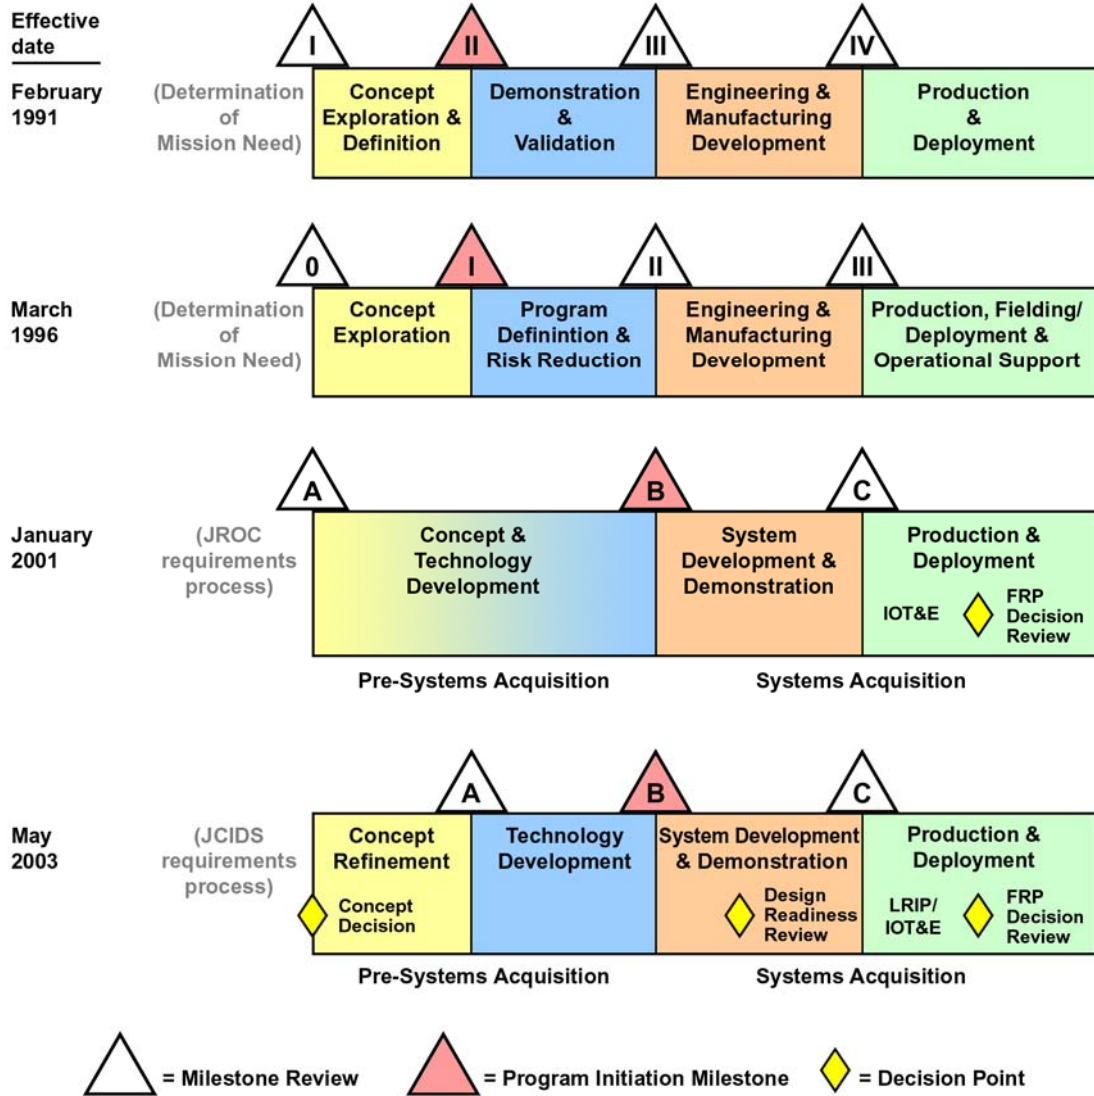 Effective
date
I
II
III
IV
February
1991
(Determination
of
Mission Need)
Concept
Exploration &
Definition
Demonstration
&
Validation
Engineering &
Manufacturing
Development
Production
&
Deployment
0
I
II
III
March
1996
(Determination
of
Mission Need)
Concept
Exploration
Program
Definintion &
Risk Reduction
Engineering &
Manufacturing
Development
Production, Fielding/
Deployment &
Operational Support
A
B
C
January
2001
(JROC
requirements
process)
Concept &
Technology
Development
System
Development &
Demonstration
Production &
Deployment
IOT&E
FRP
Decision
Review
Pre-Systems Acquisition
Systems Acquisition
A
B
C
May
2003
(JCIDS
requirements
process)
Concept
Refinement
Concept
Decision
Technology
Development
System Development
& Demonstration
Design
Readiness
Review
Production &
Deployment
LRIP/
IOT&E
FRP
Decision
Review
Pre-Systems Acquisition
Systems Acquisition
= Milestone Review
= Program Initiation Milestone
= Decision Point